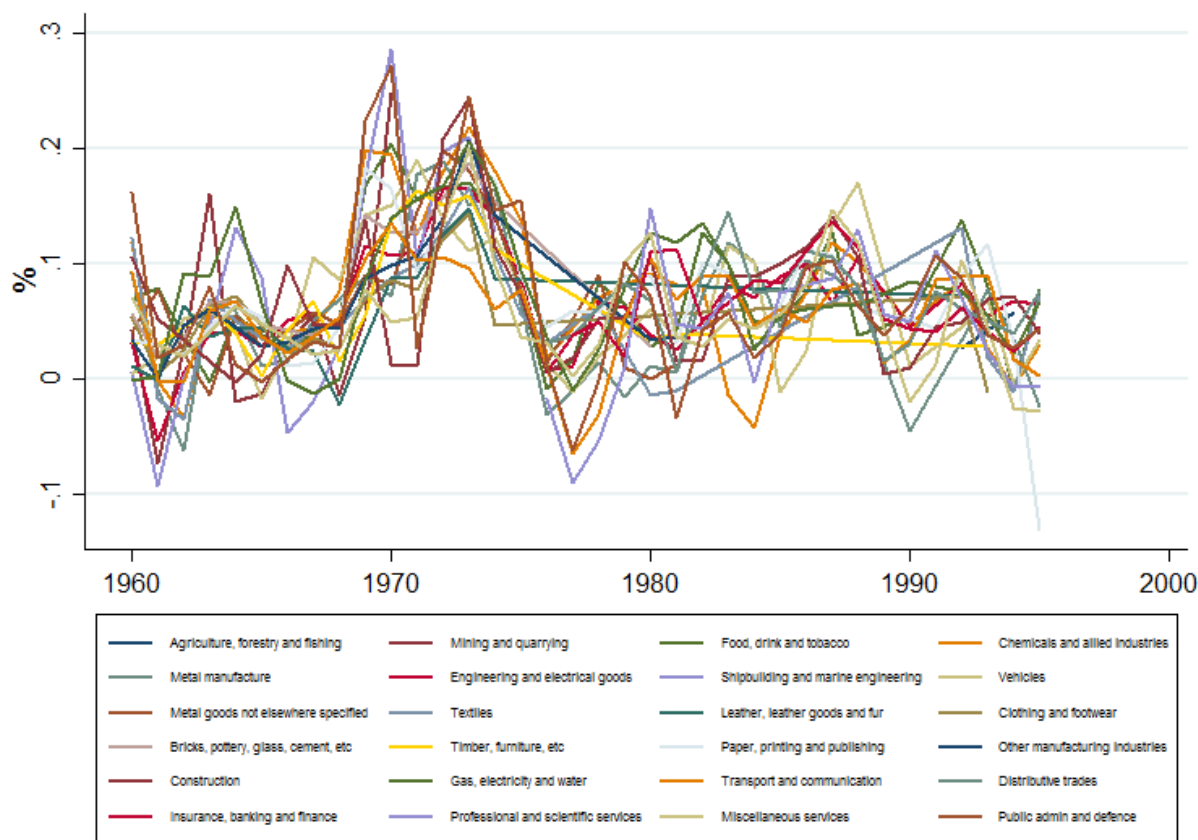 .3
.2
.1
0
-.1
%
1960 1970 1980 1990 2000
Agriculture, forestry and fishing Mining and quarrying Food, drink and tobacco Chemicals and allied industries
Metal manufacture Engineering and electrical goods Shipbuilding and marine engineering Vehicles
Metal goods not elsewhere specified Textiles Leather, leather goods and fur Clothing and footwear
Bricks, pottery, glass, cement, etc Timber, furniture, etc Paper, printing and publishing Other manufacturing industries
Construction Gas, electricity and water Transport and communication Distributive trades
Insurance, banking and finance Professional and scientific services Miscellaneous services Public admin and defence